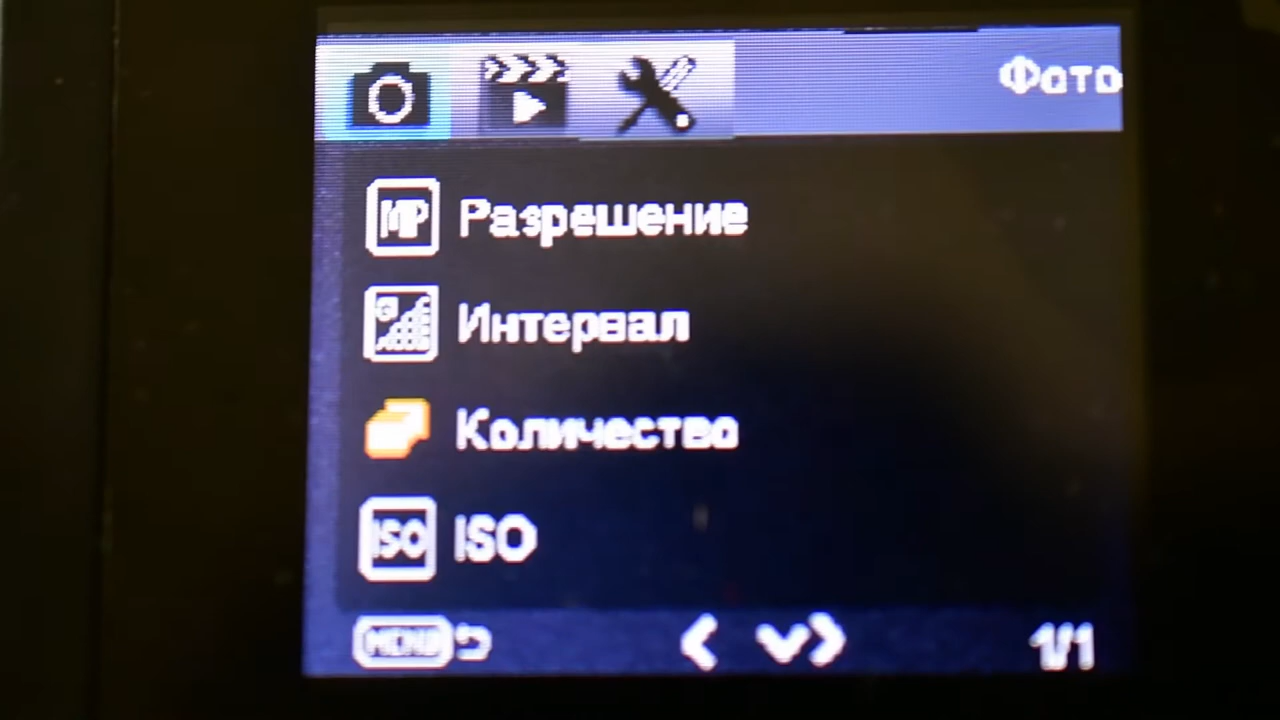 Фото
MP Разрешение
Интервал
Количество
ISO ISO
MENU
1/1